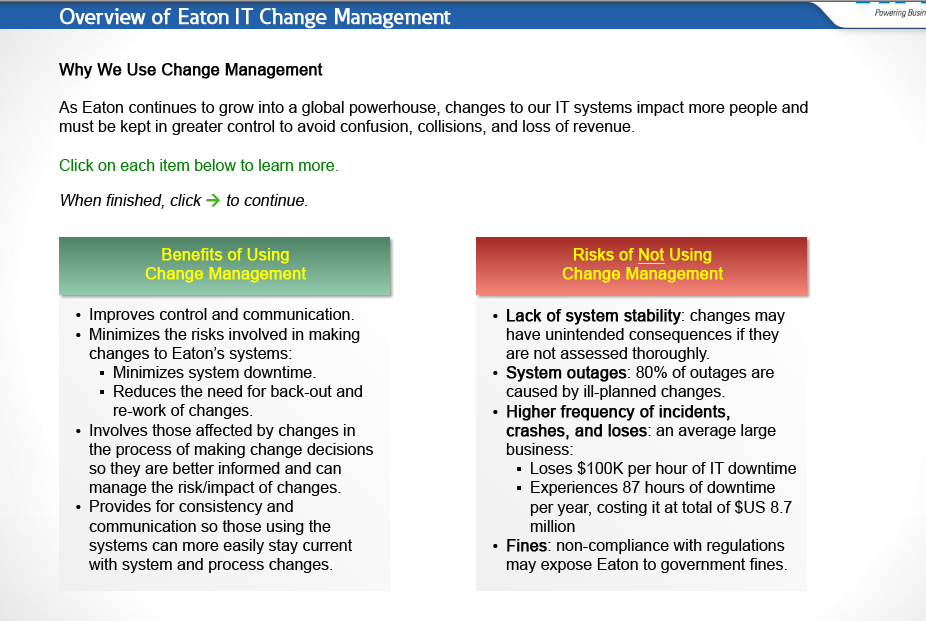 Overview of Eaton IT Change Management
Powering Busin
Why We Use Change Management
As Eaton continues to grow into a global powerhouse, changes to our IT systems impact more people and
must be kept in greater control to avoid confusion, collisions, and loss of revenue.
Click on each item below to learn more.
When finished, click → to continue.
Benefits of Using
Change Management
• Improves control and communication.
• Minimizes the risks involved in making
changes to Eaton's systems:
▪ Minimizes system downtime.
▪ Reduces the need for back-out and
re-work of changes.
• Involves those affected by changes in
the process of making change decisions
so they are better informed and can
manage the risk/impact of changes.
• Provides for consistency and
communication so those using the
systems can more easily stay current
with system and process changes.
Risks of Not Using
Change Management
• Lack of system stability: changes may
have unintended consequences if they
are not assessed thoroughly.
• System outages: 80% of outages are
caused by ill-planned changes.
• Higher frequency of incidents,
crashes, and loses: an average large
business:
▪ Loses $100K per hour of IT downtime
▪ Experiences 87 hours of downtime
per year, costing it at total of $US 8.7
million
• Fines: non-compliance with regulations
may expose Eaton to government fines.